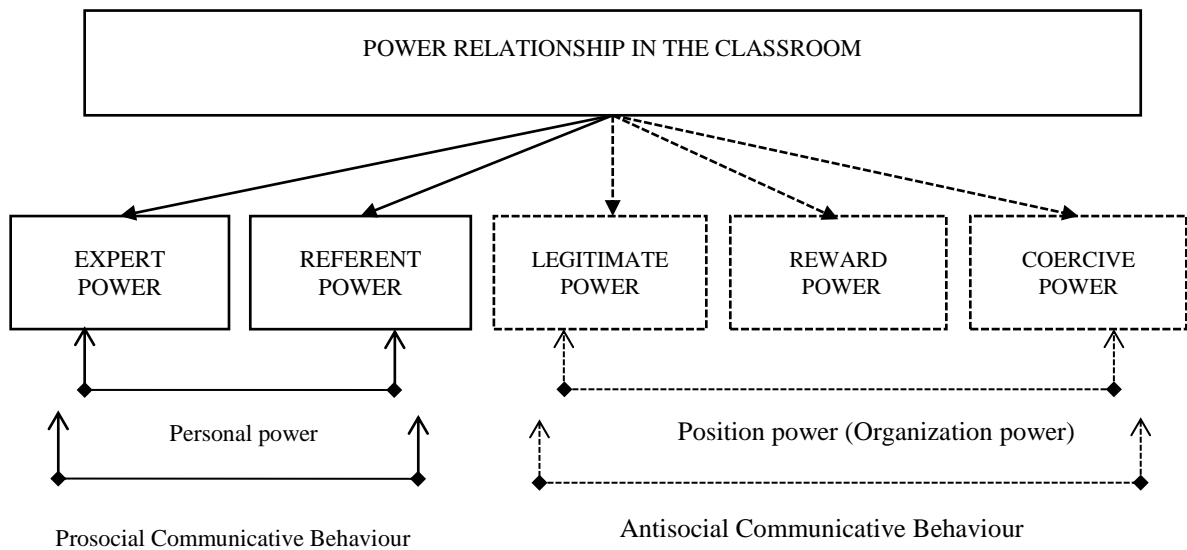 POWER RELATIONSHIP IN THE CLASSROOM
EXPERT
POWER
REFERENT
POWER
LEGITIMATE
POWER
REWARD
POWER
COERCIVE
POWER
Personal power
Position power (Organization power)
Prosocial Communicative Behaviour
Antisocial Communicative Behaviour